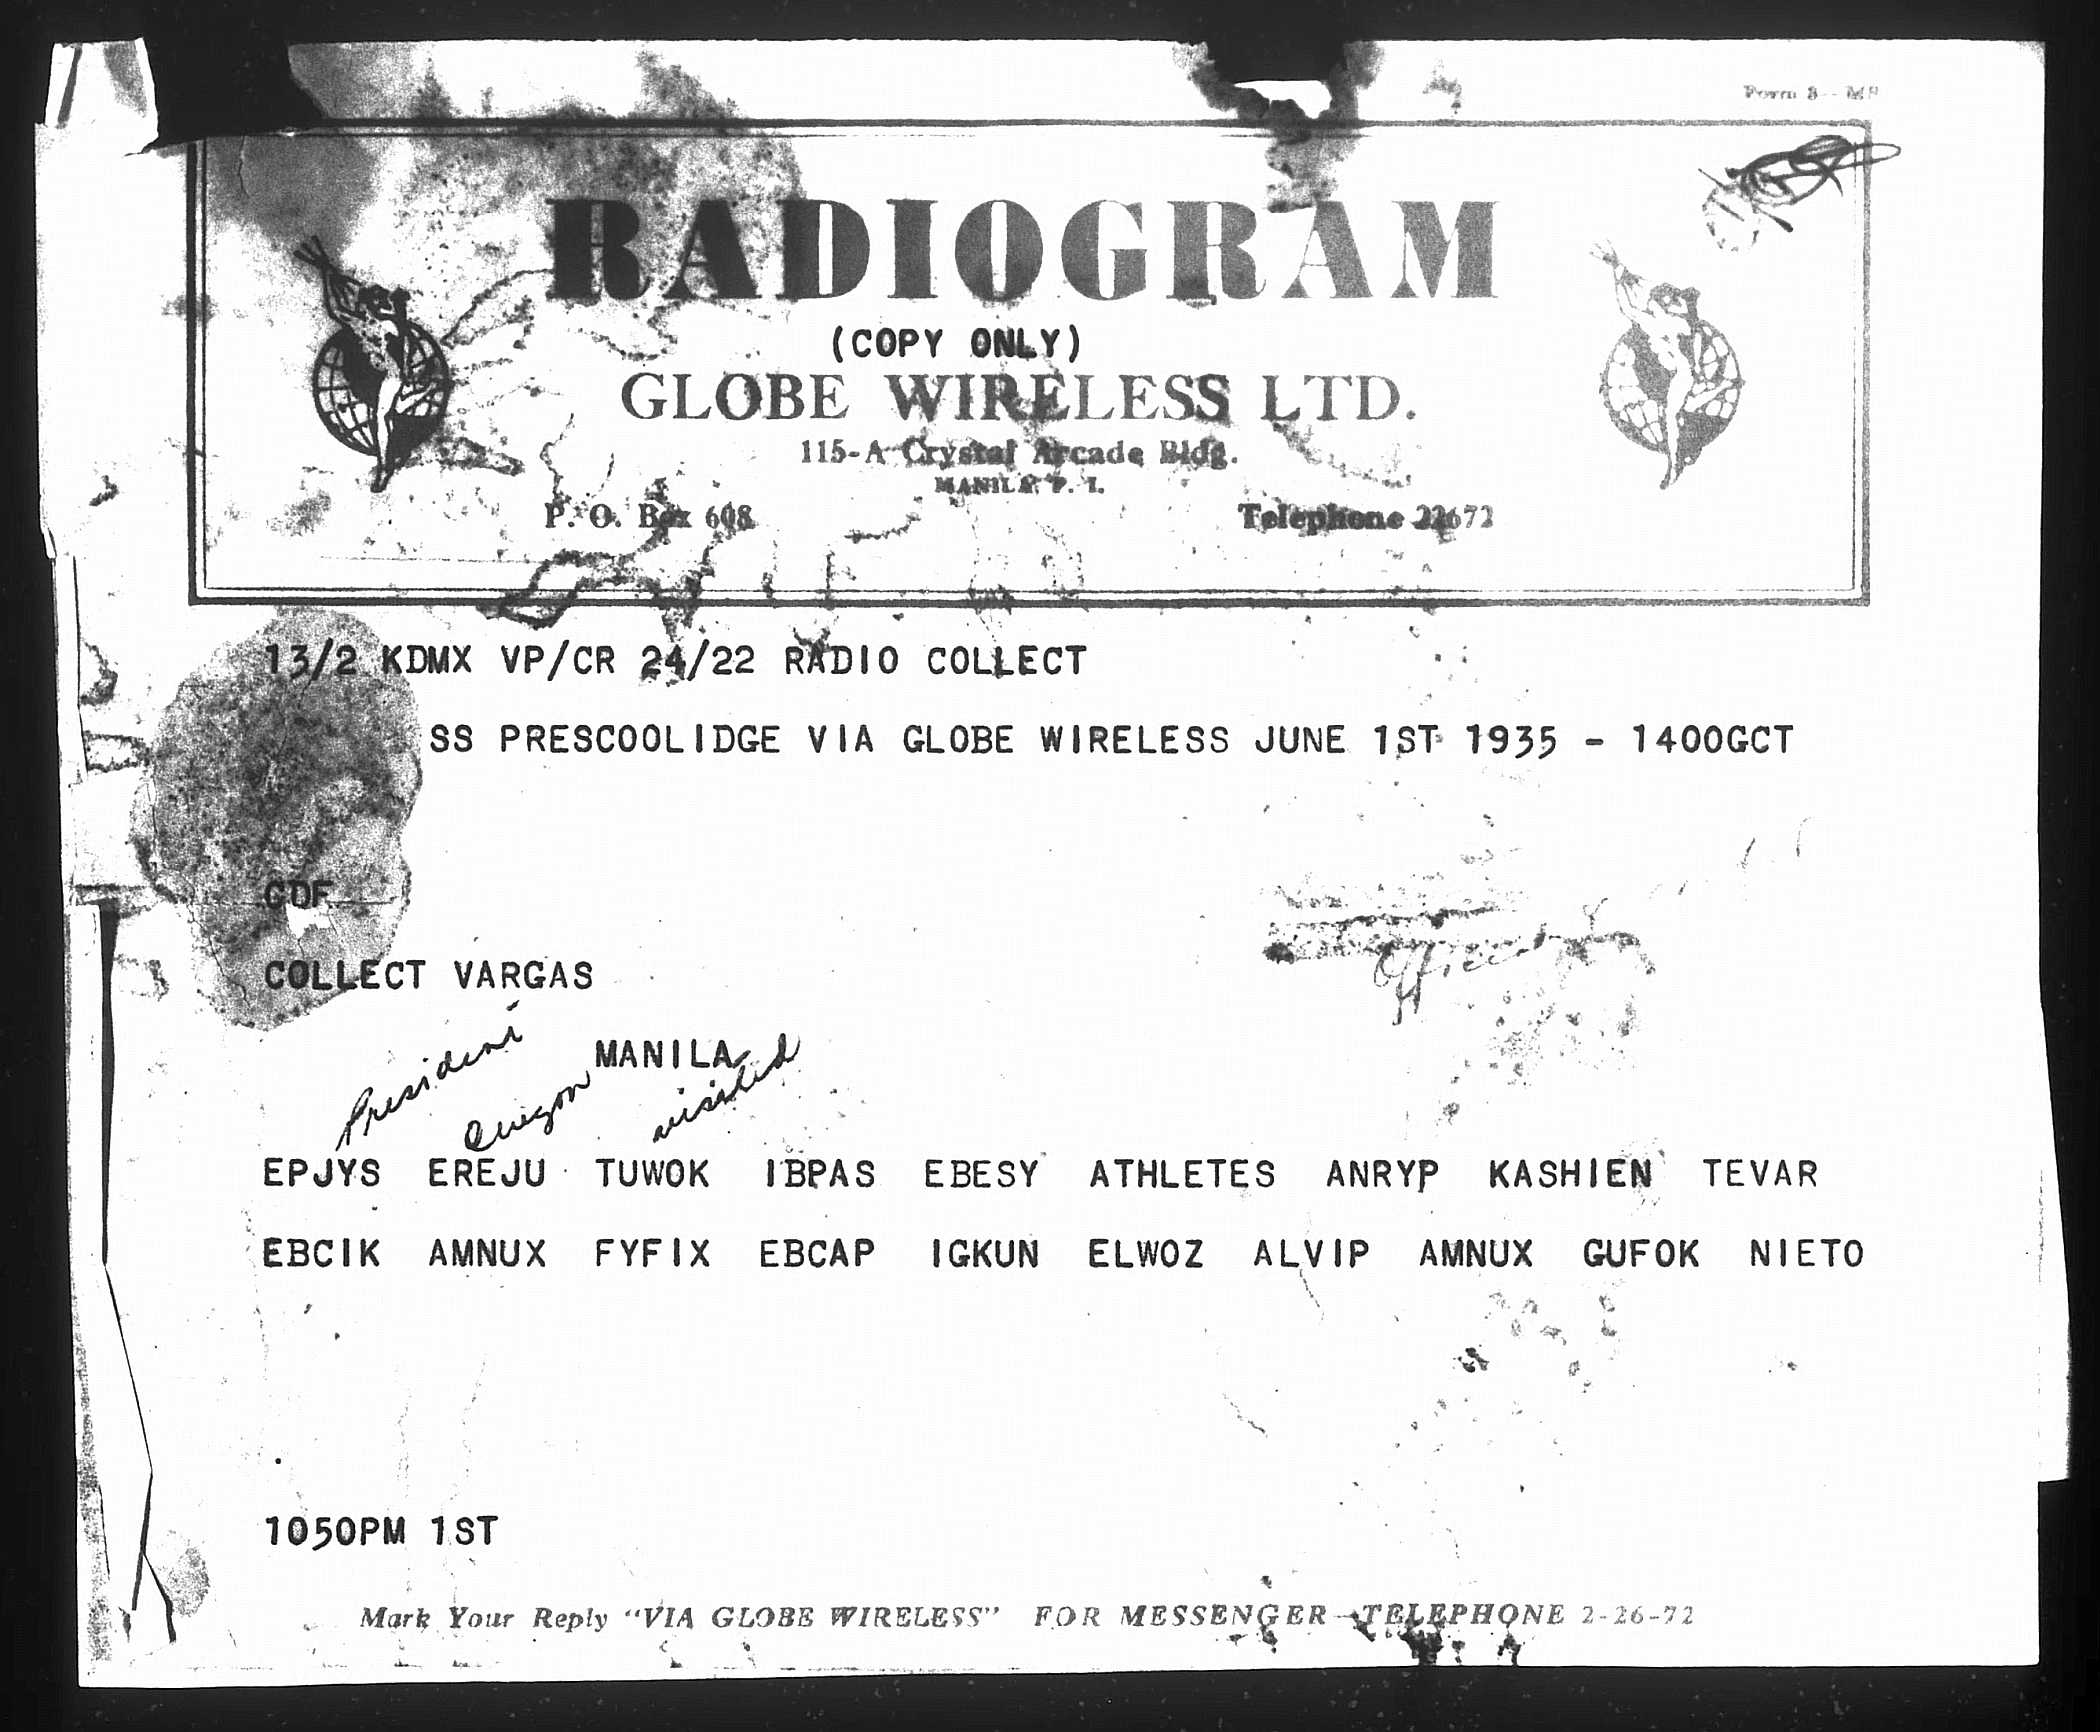 Form 3
RADIOGRAM
(COPY ONLY)
GLOBE WIRELESS LTD.
115-A Crystal Arcade Bldg.
MANILA, P. I.
P. O. Box 608 Telephone 22672
13/2 KDMX VP/CR 24/22 RADIO COLLECT
SS PRESCOOLIDGE VIA GLOBE WIRELESS JUNE 1ST 1935 - 1400GCT
CDF
COLLECT VARGAS
MANILA
President Quezon visited
EPJYS EREJU TUWOK IBPAS EBESY ATHLETES ANRYP KASHIEN TEVAR
EBCIK AMNUX FYFIX EBCAP IGKUN ELWOZ ALVIP AMNUX GUFOK NIETO
1050PM 1ST
Mark Your Reply "VIA GLOBE WIRELESS" FOR MESSENGER—TELEPHONE 2-26-72